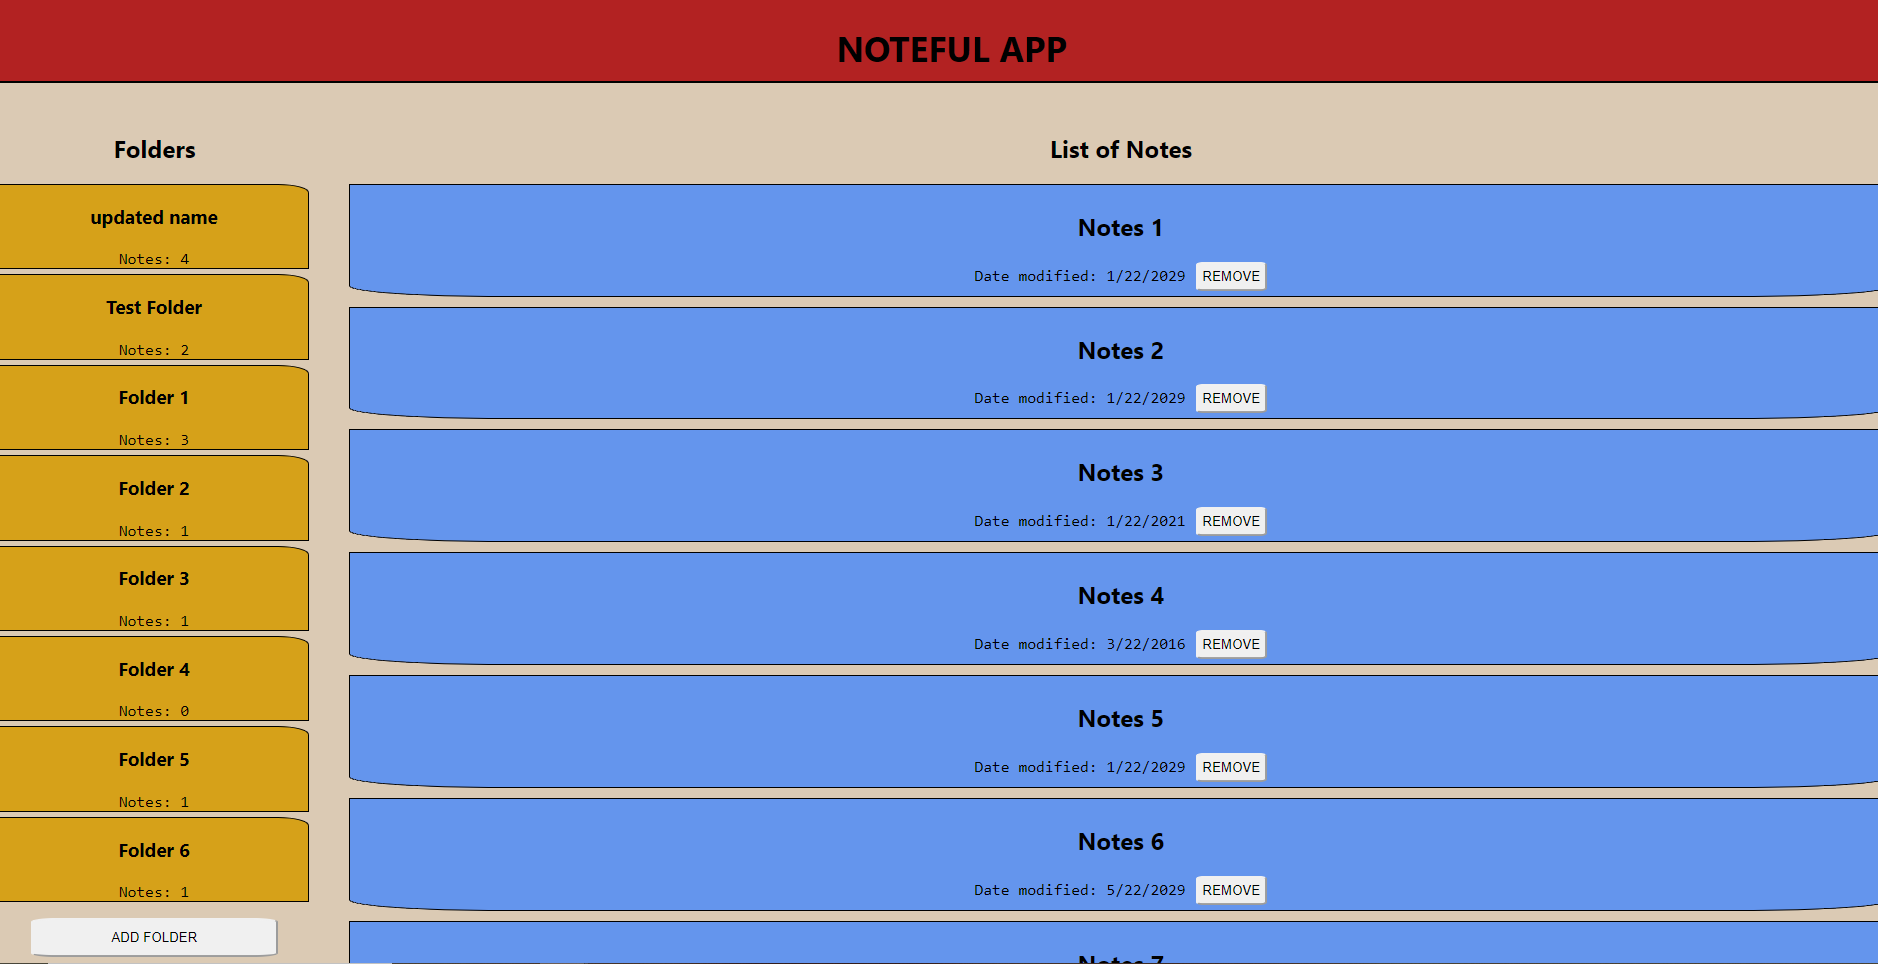 NOTEFUL APP
Folders
updated name
Notes: 4
Test Folder
Notes: 2
Folder 1
Notes: 3
Folder 2
Notes: 1
Folder 3
Notes: 1
Folder 4
Notes: 0
Folder 5
Notes: 1
Folder 6
Notes: 1
ADD FOLDER
List of Notes
Notes 1
Date modified: 1/22/2029 REMOVE
Notes 2
Date modified: 1/22/2029 REMOVE
Notes 3
Date modified: 1/22/2021 REMOVE
Notes 4
Date modified: 3/22/2016 REMOVE
Notes 5
Date modified: 1/22/2029 REMOVE
Notes 6
Date modified: 5/22/2029 REMOVE
Notes 7